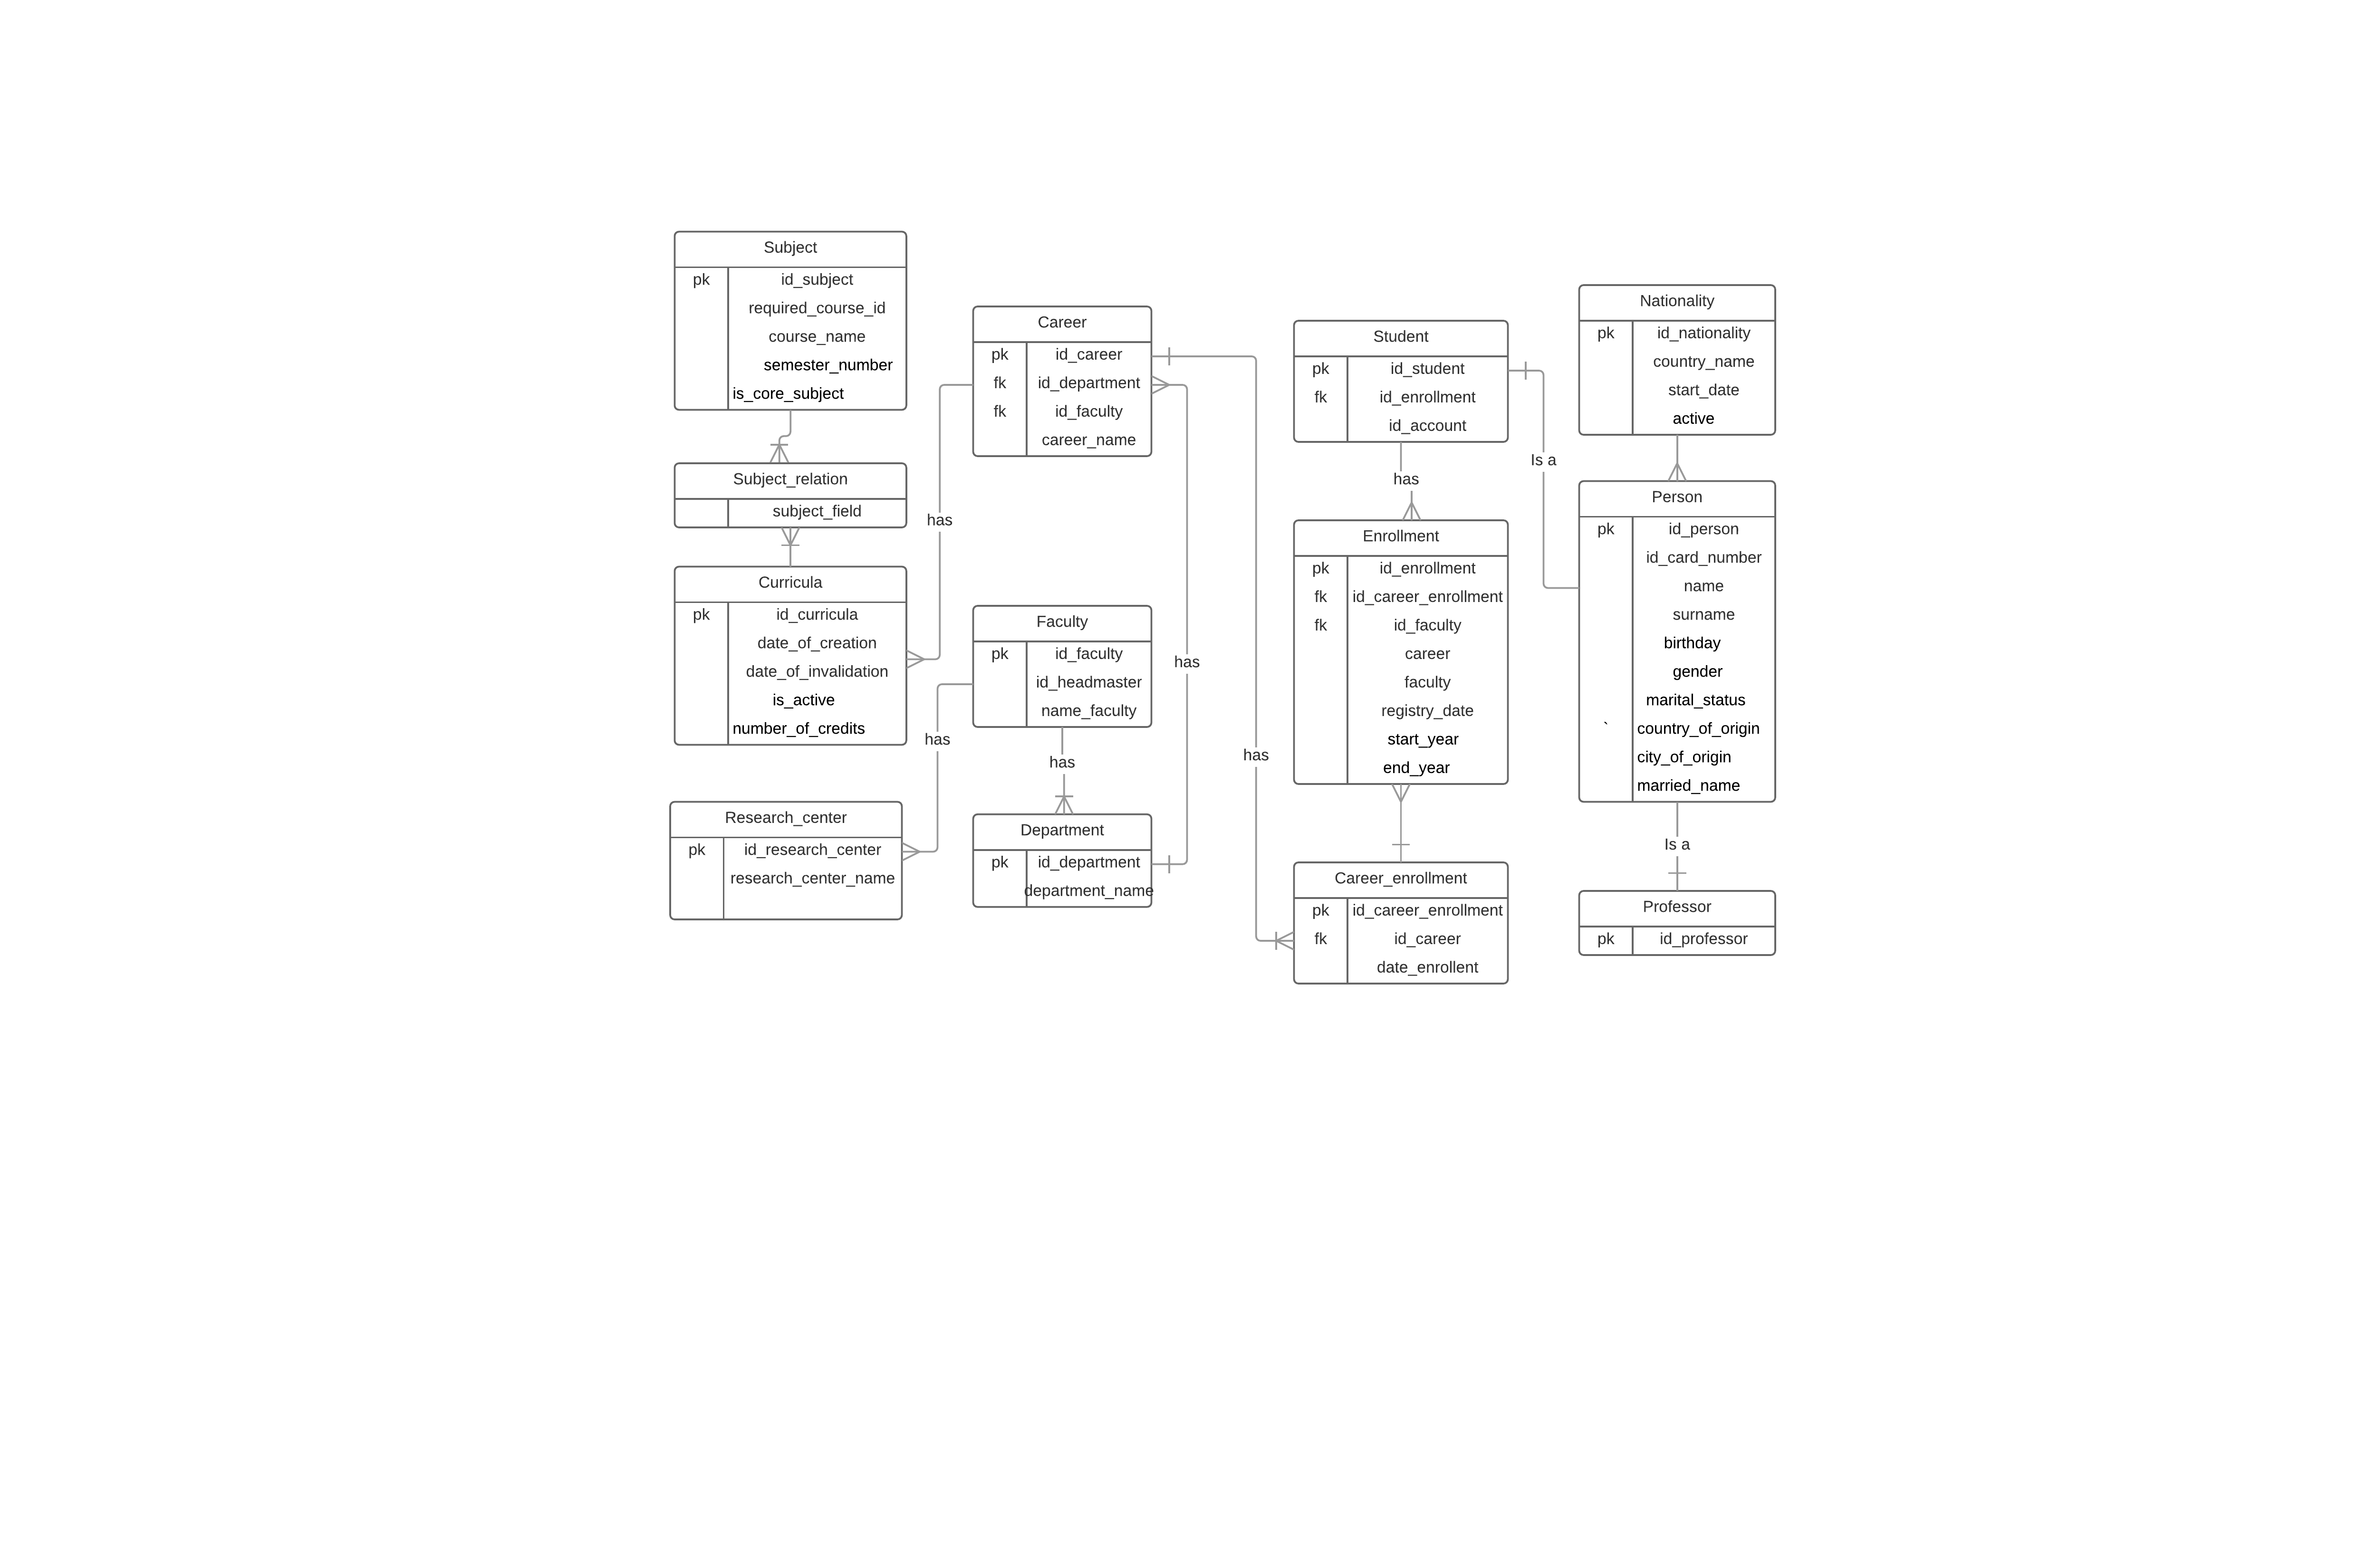 Subject
pk id_subject
required_course_id
course_name
semester_number
is_core_subject
Subject_relation
subject_field
Curricula
pk id_curricula
date_of_creation
date_of_invalidation
is_active
number_of_credits
Research_center
pk id_research_center
research_center_name
has
has
Career
pk id_career
fk id_department
fk id_faculty
career_name
Faculty
pk id_faculty
id_headmaster
name_faculty
has
Department
pk id_department
department_name
has
has
Student
pk id_student
fk id_enrollment
id_account
has
Enrollment
pk id_enrollment
fk id_career_enrollment
fk id_faculty
career
faculty
registry_date
start_year
end_year
Career_enrollment
pk id_career_enrollment
fk id_career
date_enrollent
Is a
Nationality
pk id_nationality
country_name
start_date
active
Person
pk id_person
id_card_number
name
surname
birthday
gender
marital_status
` country_of_origin
city_of_origin
married_name
Is a
Professor
pk id_professor